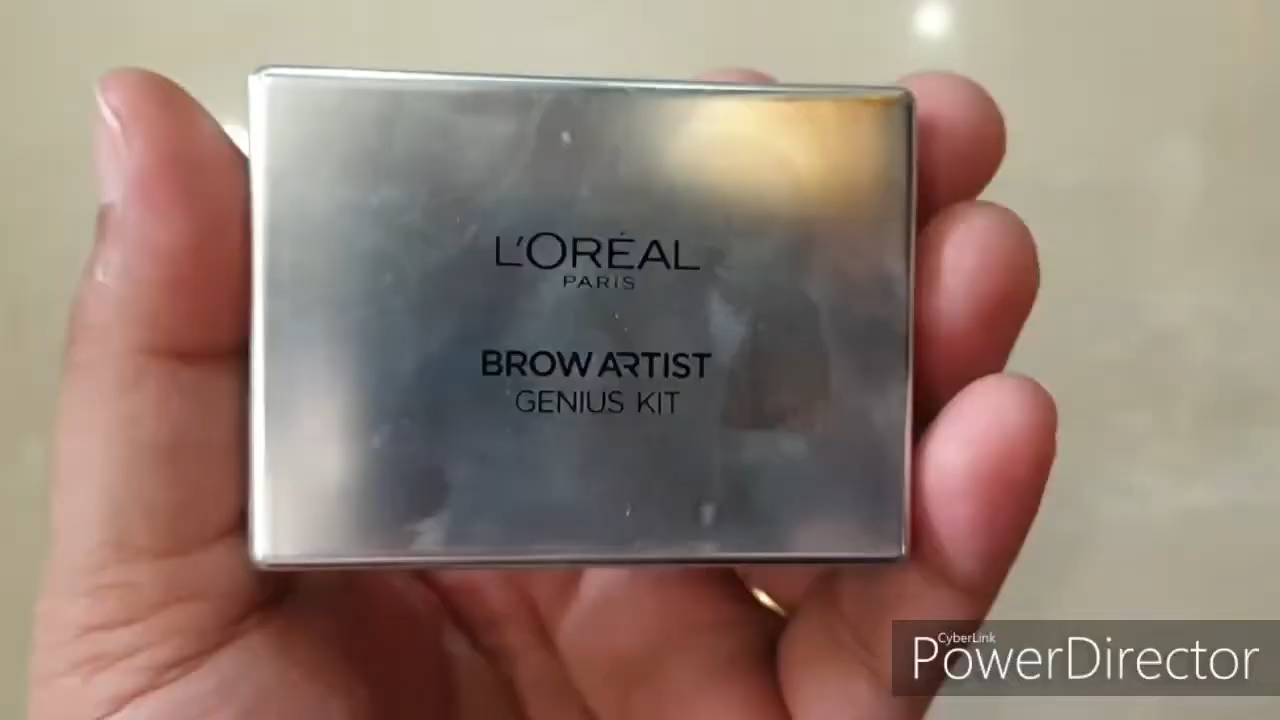 L'ORÉAL
PARIS
BROW ARTIST
GENIUS KIT
CyberLink
PowerDirector